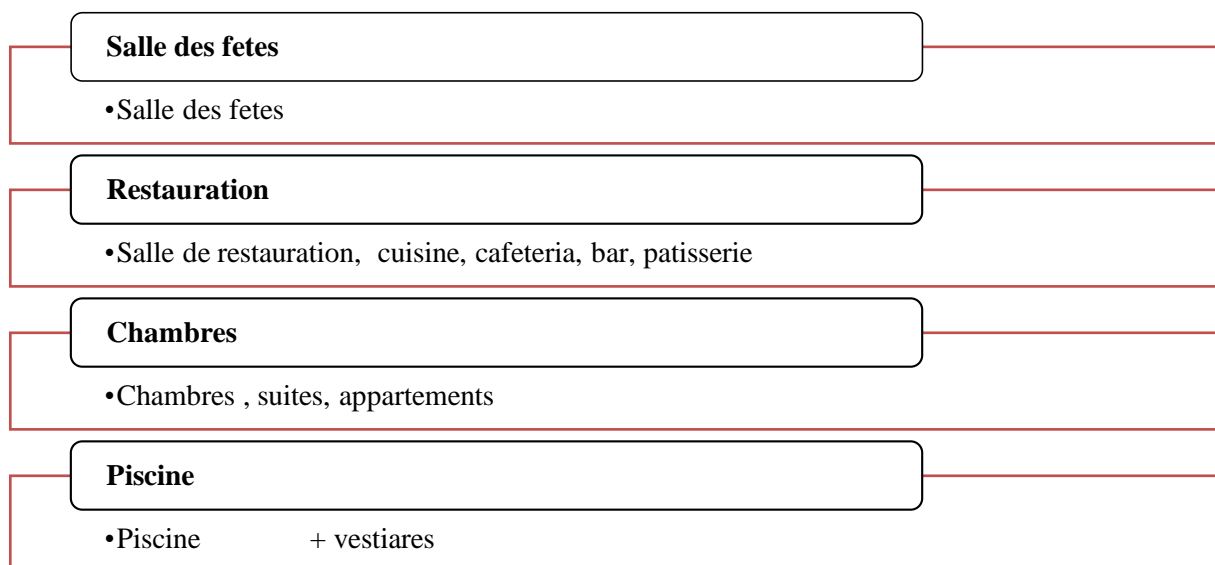 Salle des fetes
•Salle des fetes
Restauration
•Salle de restauration, cuisine, cafeteria, bar, patisserie
Chambres
•Chambres , suites, appartements
Piscine
•Piscine + vestiares